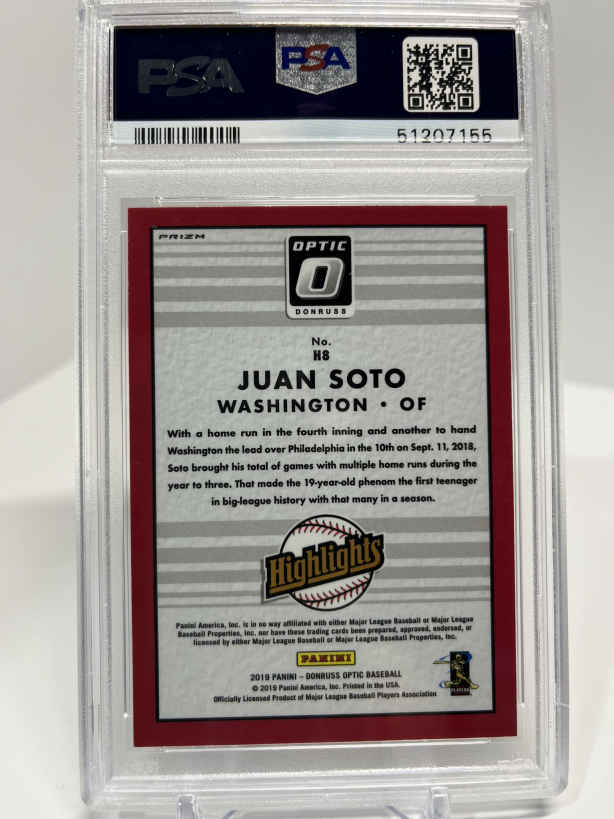 PSA PSA
51207155
PRIZM
OPTIC
O
DONRUSS
No.
H8
JUAN SOTO
WASHINGTON • OF
With a home run in the fourth inning and another to hand
Washington the lead over Philadelphia in the 10th on Sept. 11, 2018,
Soto brought his total of games with multiple home runs during the
year to three. That made the 19-year-old phenom the first teenager
in big-league history with that many in a season.
Highlights
Panini America, Inc. is in no way affiliated with either Major League Baseball or Major League
Baseball Properties, Inc. nor have these trading cards been prepared, approved, endorsed, or
licensed by either Major League Baseball or Major League Baseball Properties, Inc.
PANINI
2019 PANINI – DONRUSS OPTIC BASEBALL
© 2019 Panini America, Inc. Printed in the USA.
Officially Licensed Product of Major League Baseball Players Association